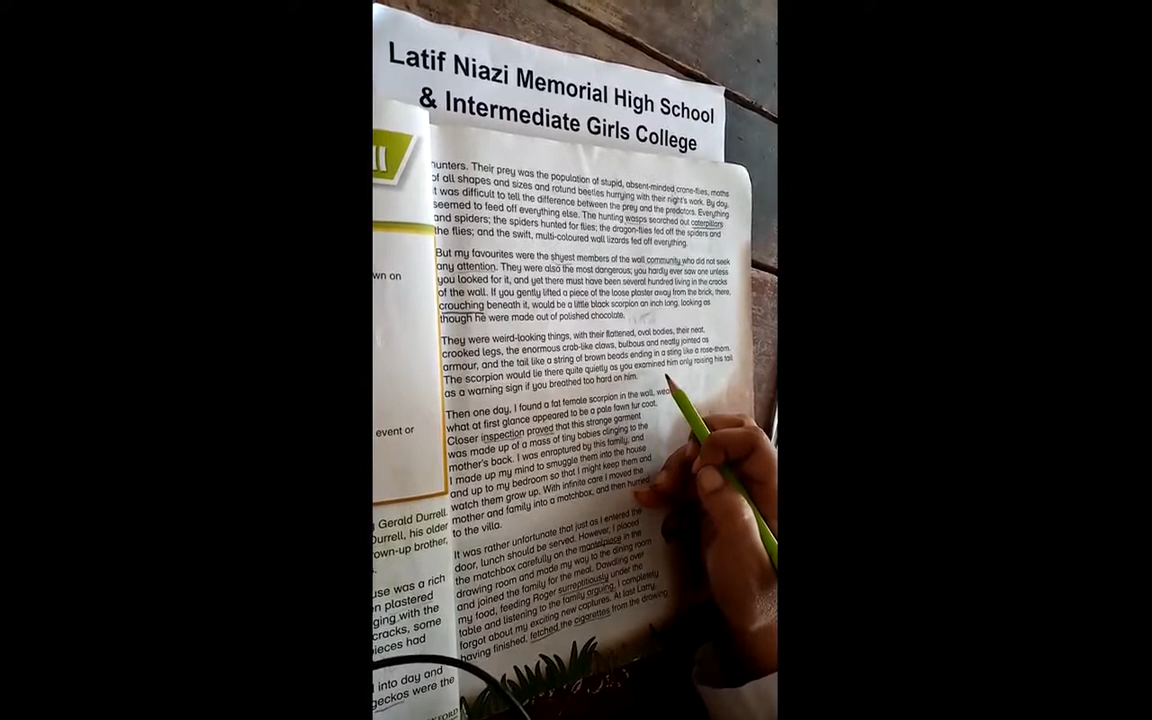 Latif Niazi Memorial High School
& Intermediate Girls College
wn on
event or
Gerald Durrell.
Durrell, his older
own-up brother,
use was a rich
n plastered
ging with the
cracks, some
ieces had
into day and
geckos were the
hunters. Their prey was the population of stupid, absent-minded crane-flies, moths
of all shapes and sizes and rotund beetles hurrying with their night's work. By day,
it was difficult to tell the difference between the prey and the predators. Everything
seemed to feed off everything else. The hunting wasps searched out caterpillars
and spiders; the spiders hunted for flies; the dragon-flies fed off the spiders and
the flies; and the swift, multi-coloured wall lizards fed off everything.
But my favourites were the shyest members of the wall community who did not seek
any attention. They were also the most dangerous; you hardly ever saw one unless
you looked for it, and yet there must have been several hundred living in the cracks
of the wall. If you gently lifted a piece of the loose plaster away from the brick, there,
crouching beneath it, would be a little black scorpion an inch long, looking as
though he were made out of polished chocolate.
They were weird-looking things, with their flattened, oval bodies, their neat,
crooked legs, the enormous crab-like claws, bulbous and neatly jointed as
armour, and the tail like a string of brown beads ending in a sting like a rose-thorn.
The scorpion would lie there quite quietly as you examined him only raising his tail
as a warning sign if you breathed too hard on him.
Then one day, I found a fat female scorpion in the wall, wea
what at first glance appeared to be a pale fawn fur coat.
Closer inspection proved that this strange garment
was made up of a mass of tiny babies clinging to the
mother's back. I was enraptured by this family, and
I made up my mind to smuggle them into the house
and up to my bedroom so that I might keep them and
watch them grow up. With infinite care I moved the
mother and family into a matchbox, and then hurried
to the villa.
It was rather unfortunate that just as I entered the
door, lunch should be served. However, I placed
the matchbox carefully on the mantelpiece in the
drawing room and made my way to the dining room
and joined the family for the meal. Dawdling over
my food, feeding Roger surreptitiously under the
table and listening to the family arguing, I completely
forgot about my exciting new captures. At last Larry,
having finished, fetched the cigarettes from the drawing